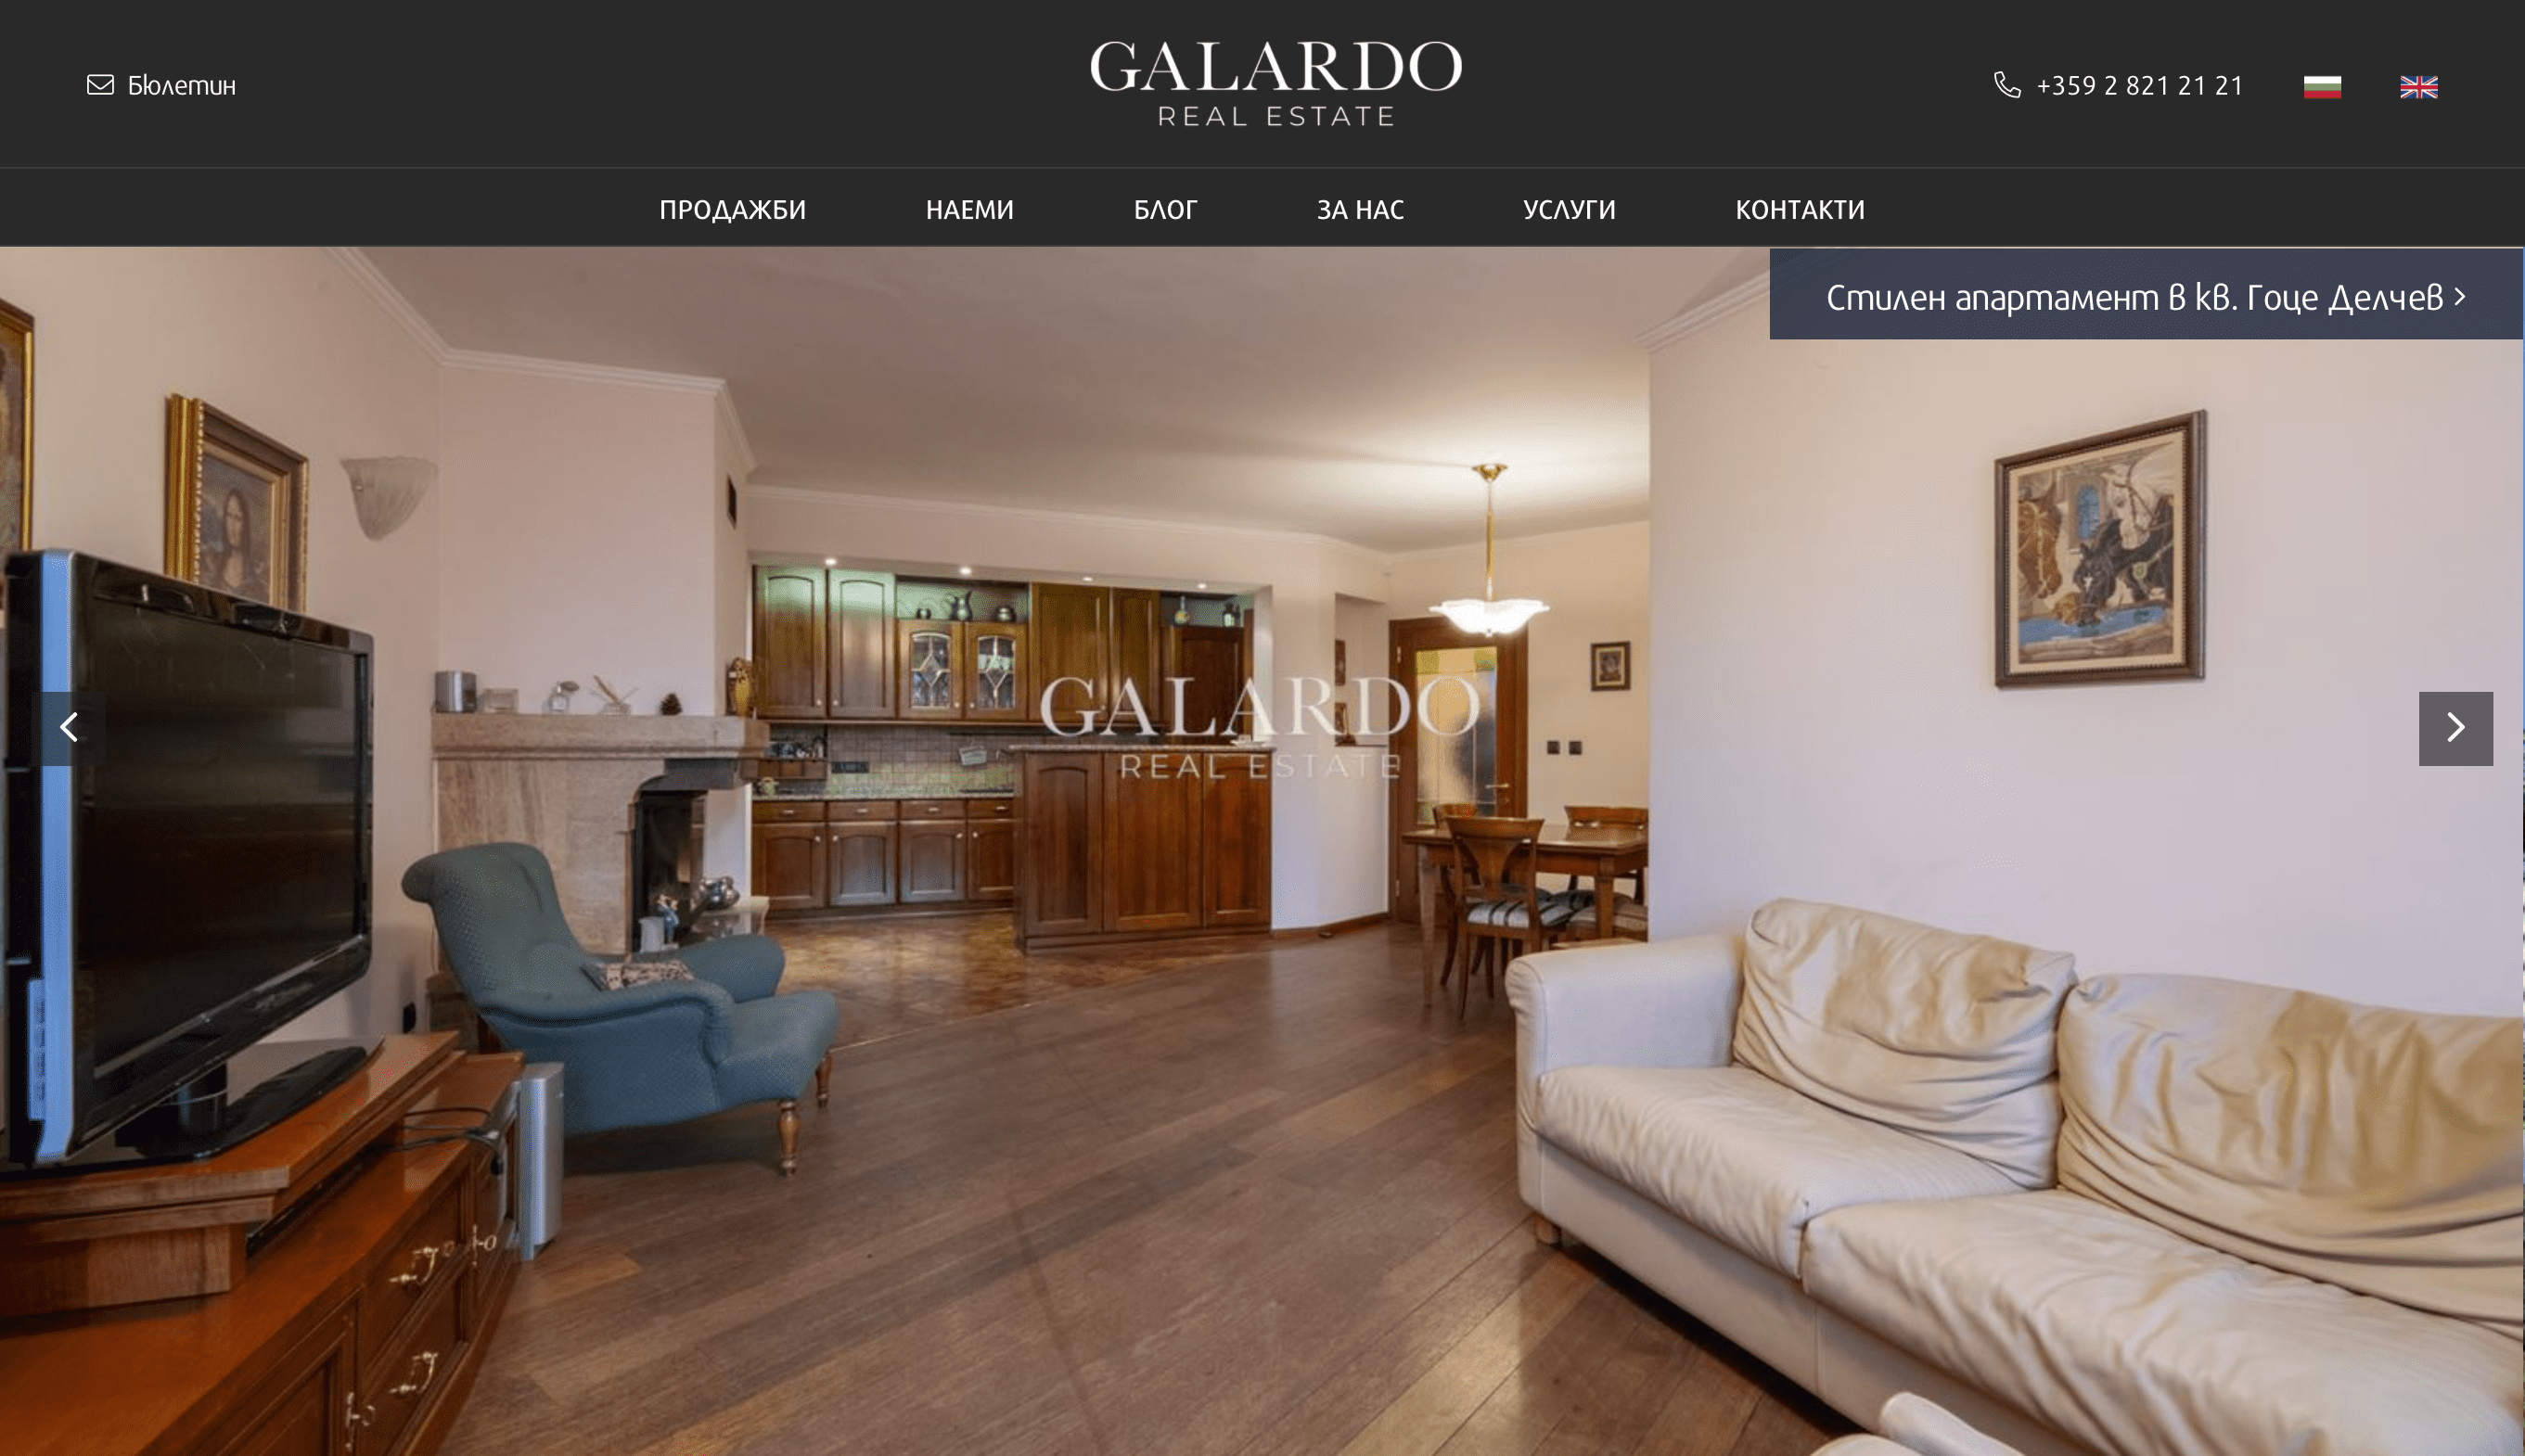 Бюлетин
GALARDO
REAL ESTATE
+359 2 821 21 21
ПРОДАЖБИ
НАЕМИ
БЛОГ
ЗА НАС
УСЛУГИ
КОНТАКТИ
Стилен апартамент в кв. Гоце Делчев
GALARDO
REAL ESTATE